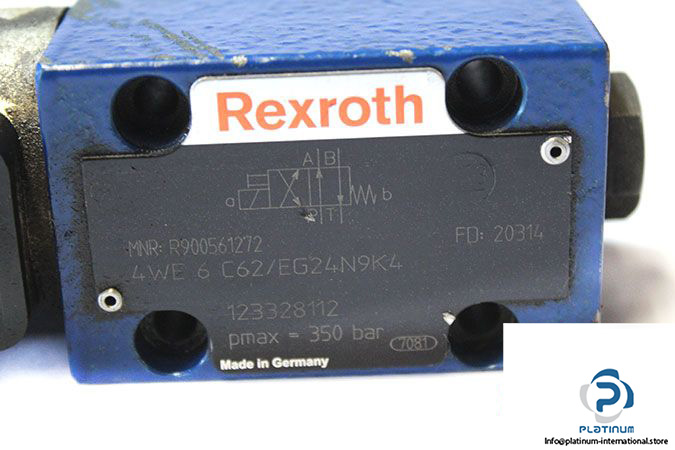 Rexroth
A B
a b
P T
MNR: R900561272
FD: 20314
4WE 6 C62/EG24N9K4
123328112
pmax = 350 bar
7081
Made in Germany
PLATINUM
Info@platinum-international.store